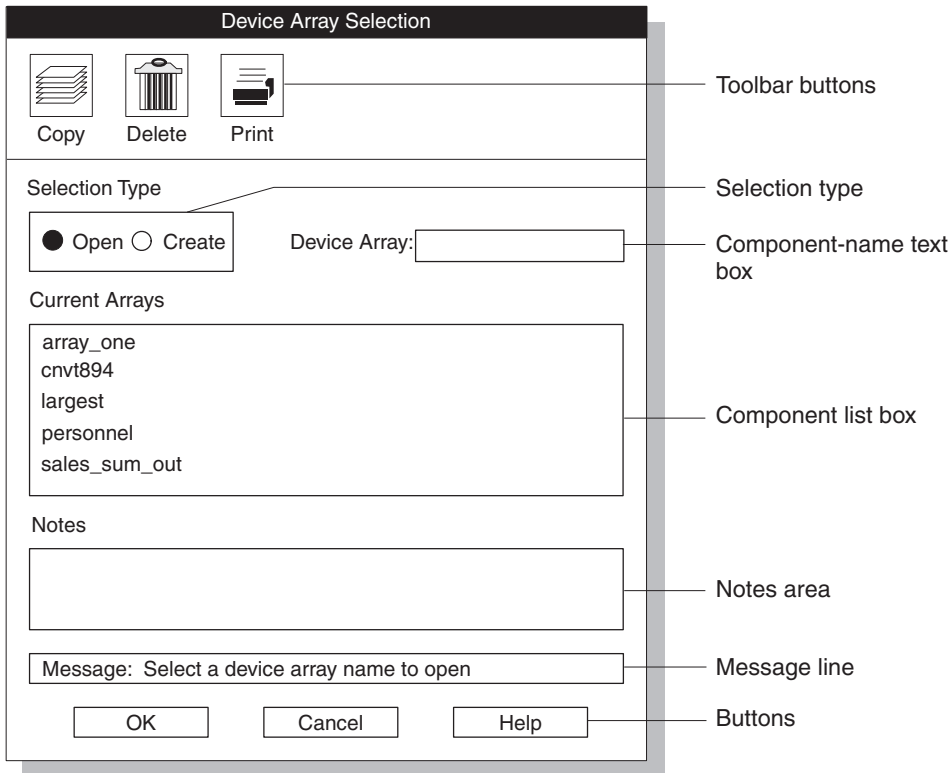 Device Array Selection
Copy Delete Print
Toolbar buttons
Selection Type
Selection type
Open Create
Device Array:
Component-name text
box
Current Arrays
array_one
cnvt894
largest
personnel
sales_sum_out
Component list box
Notes
Notes area
Message: Select a device array name to open
Message line
OK Cancel Help
Buttons